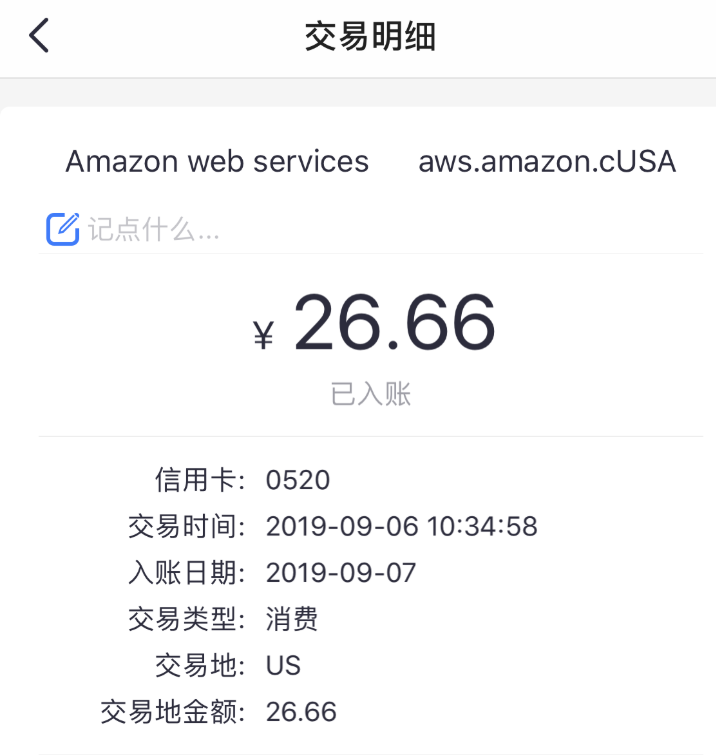 交易明细
Amazon web services aws.amazon.cUSA
记点什么...
¥ 26.66
已入账
信用卡: 0520
交易时间: 2019-09-06 10:34:58
入账日期: 2019-09-07
交易类型: 消费
交易地: US
交易地金额: 26.66